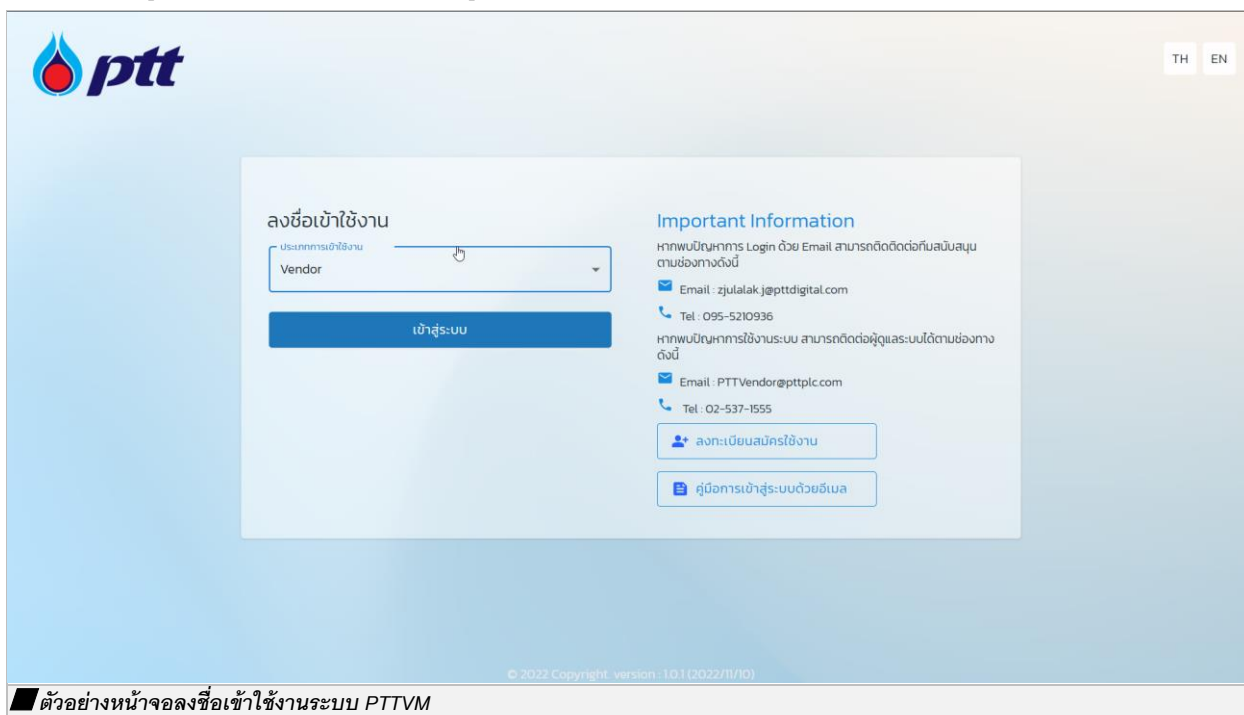 ptt
TH EN
ลงชื่อเข้าใช้งาน
ประเภทการเข้าใช้งาน
Vendor
เข้าสู่ระบบ
Important Information
หากพบปัญหาการ Login ด้วย Email สามารถติดต่อทีมสนับสนุน
ตามช่องทางดังนี้
Email : zjulalak.j@pttdigital.com
Tel : 095-5210936
หากพบปัญหาการใช้งานระบบ สามารถติดต่อผู้ดูแลระบบได้ตามช่องทาง
ดังนี้
Email : PTTVendor@pttplc.com
Tel : 02-537-1555
ลงทะเบียนสมัครใช้งาน
คู่มือการเข้าสู่ระบบด้วยอีเมล
© 2022 Copyright. version : 1.0.1 (2022/11/10)
ตัวอย่างหน้าจอลงชื่อเข้าใช้งานระบบ PTTVM